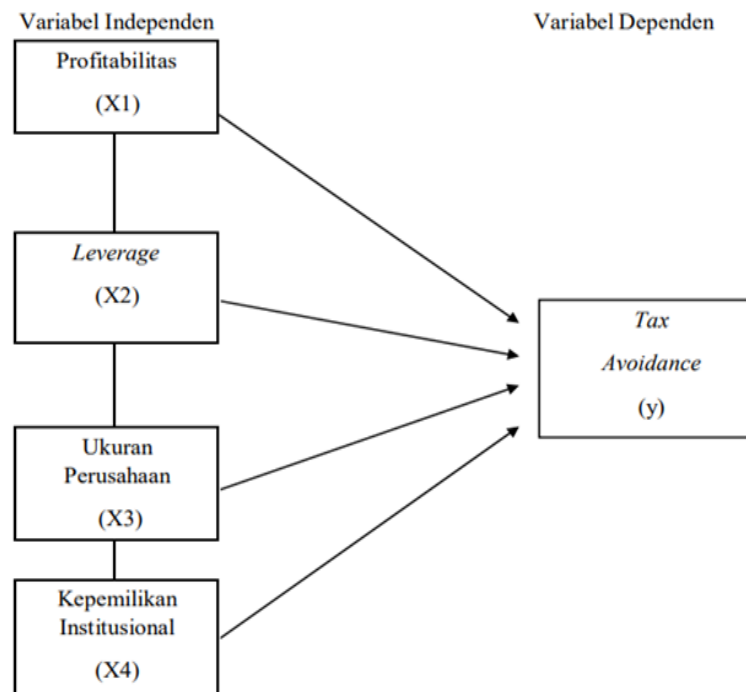 Variabel Independen
Variabel Dependen
Profitabilitas
(X1)
Leverage
(X2)
Ukuran
Perusahaan
(X3)
Kepemilikan
Institusional
(X4)
Tax
Avoidance
(y)